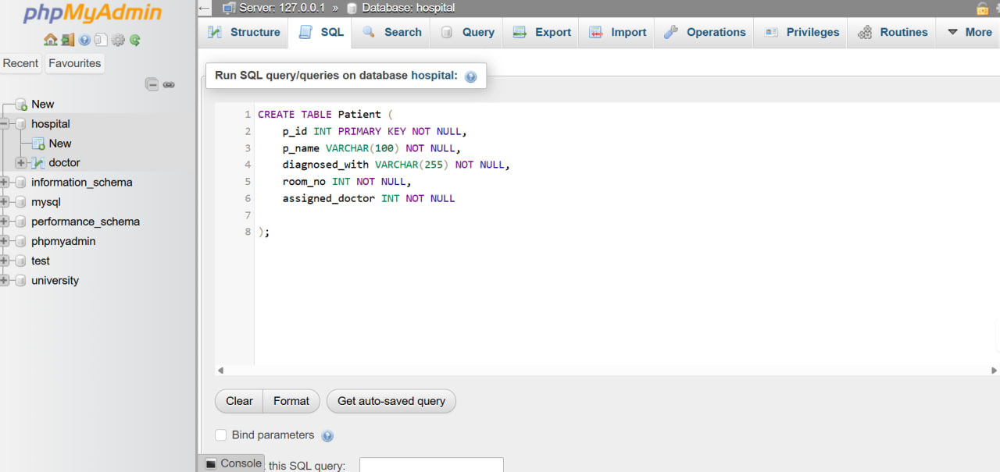 phpMyAdmin
Recent Favourites
New
hospital
New
doctor
information_schema
mysql
performance_schema
phpmyadmin
test
university
Server: 127.0.0.1 » Database: hospital
Structure SQL Search Query Export Import Operations Privileges Routines More
Run SQL query/queries on database hospital:
1 CREATE TABLE Patient (
2 p_id INT PRIMARY KEY NOT NULL,
3 p_name VARCHAR(100) NOT NULL,
4 diagnosed_with VARCHAR(255) NOT NULL,
5 room_no INT NOT NULL,
6 assigned_doctor INT NOT NULL
7
8 );
Clear Format Get auto-saved query
Bind parameters
Console this SQL query: